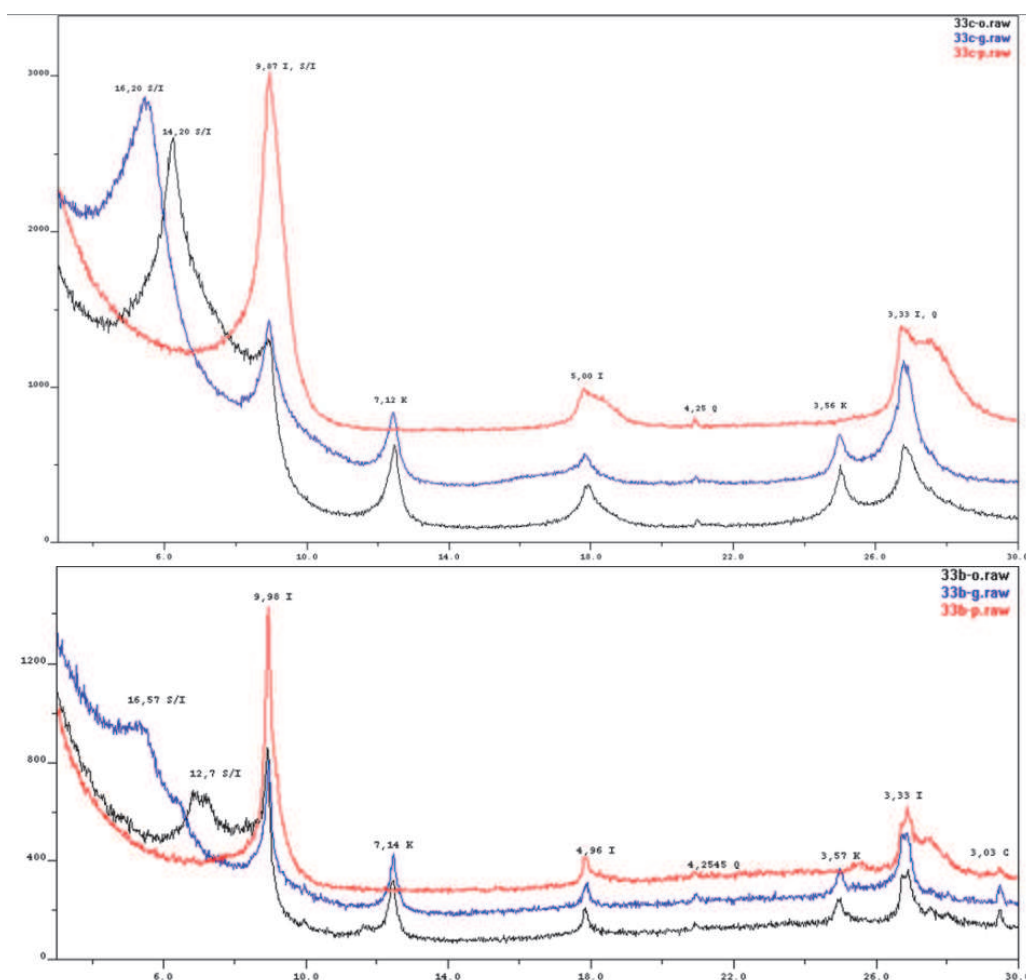 33c-o.raw
33c-g.raw
33c-p.raw
9,87 I, S/I
16,20 S/I
14,20 S/I
3000
2000
1000
0
7,12 K
5,00 I
4,25 Q
3,56 K
3,33 I, Q
6.0 10.0 14.0 18.0 22.0 26.0 30.0
33b-o.raw
33b-g.raw
33b-p.raw
9,98 I
16,57 S/I
12,7 S/I
1200
800
400
0
7,14 K
4,96 I
4,2545 Q
3,57 K
3,33 I
3,03 C
6.0 10.0 14.0 18.0 22.0 26.0 30.0